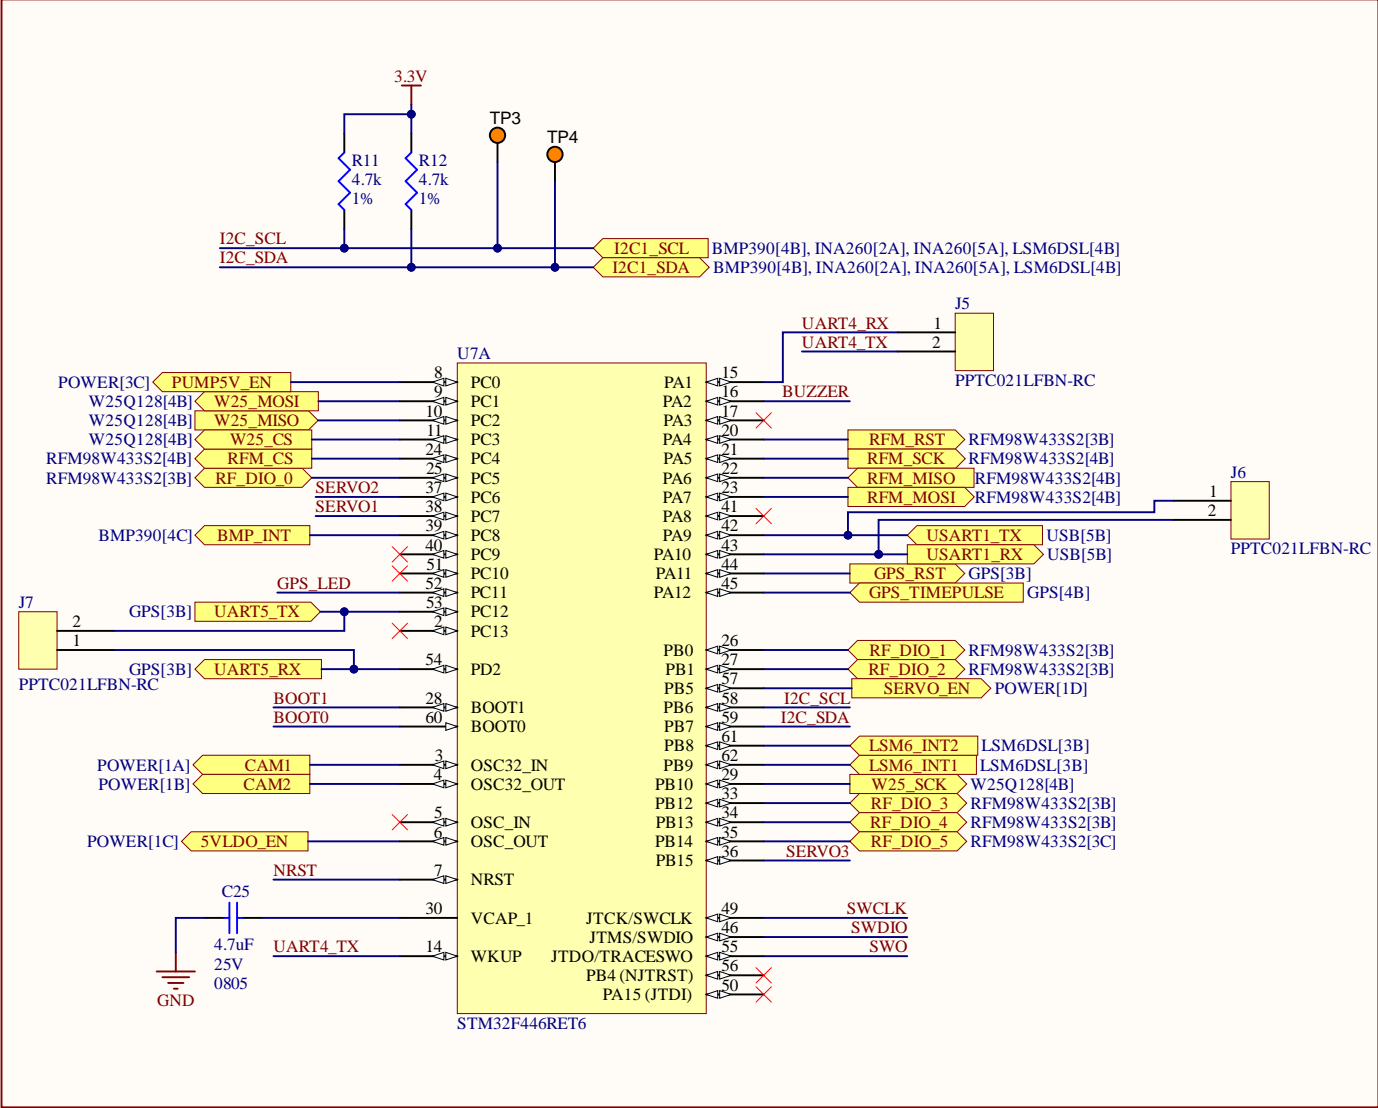 3.3V
TP3
TP4
R11
4.7k
1%
R12
4.7k
1%
I2C_SCL
I2C1_SCL BMP390[4B], INA260[2A], INA260[5A], LSM6DSL[4B]
I2C_SDA
I2C1_SDA BMP390[4B], INA260[2A], INA260[5A], LSM6DSL[4B]
J5
UART4_RX 1
UART4_TX 2
PPTC021LFBN-RC
U7A
POWER[3C] PUMP5V_EN 8 PC0
W25Q128[4B] W25_MOSI 9 PC1
W25Q128[4B] W25_MISO 10 PC2
W25Q128[4B] W25_CS 11 PC3
RFM98W433S2[4B] RFM_CS 24 PC4
RFM98W433S2[3B] RF_DIO_0 25 PC5
SERVO2 37 PC6
SERVO1 38 PC7
BMP390[4C] BMP_INT 39 PC8
40 PC9
51 PC10
GPS_LED 52 PC11
GPS[3B] UART5_TX 53 PC12
2 PC13
J7
2
1
PPTC021LFBN-RC
GPS[3B] UART5_RX 54 PD2
BOOT1 28 BOOT1
BOOT0 60 BOOT0
POWER[1A] CAM1 3 OSC32_IN
POWER[1B] CAM2 4 OSC32_OUT
5 OSC_IN
POWER[1C] 5VLDO_EN 6 OSC_OUT
NRST 7 NRST
C25
30 VCAP_1
4.7uF
25V
0805
GND
UART4_TX 14 WKUP
PA1 15
PA2 16 BUZZER
PA3 17
PA4 20 RFM_RST RFM98W433S2[3B]
PA5 21 RFM_SCK RFM98W433S2[4B]
PA6 22 RFM_MISO RFM98W433S2[4B]
PA7 23 RFM_MOSI RFM98W433S2[4B]
PA8 41
PA9 42 USART1_TX USB[5B]
PA10 43 USART1_RX USB[5B]
PA11 44 GPS_RST GPS[3B]
PA12 45 GPS_TIMEPULSE GPS[4B]
J6
1
2
PPTC021LFBN-RC
PB0 26 RF_DIO_1 RFM98W433S2[3B]
PB1 27 RF_DIO_2 RFM98W433S2[3B]
PB5 57 SERVO_EN POWER[1D]
PB6 58 I2C_SCL
PB7 59 I2C_SDA
PB8 61 LSM6_INT2 LSM6DSL[3B]
PB9 62 LSM6_INT1 LSM6DSL[3B]
PB10 29 W25_SCK W25Q128[4B]
PB12 33 RF_DIO_3 RFM98W433S2[3B]
PB13 34 RF_DIO_4 RFM98W433S2[3B]
PB14 35 RF_DIO_5 RFM98W433S2[3C]
PB15 36 SERVO3
JTCK/SWCLK 49 SWCLK
JTMS/SWDIO 46 SWDIO
JTDO/TRACESWO 55 SWO
PB4 (NJTRST) 56
PA15 (JTDI) 50
STM32F446RET6